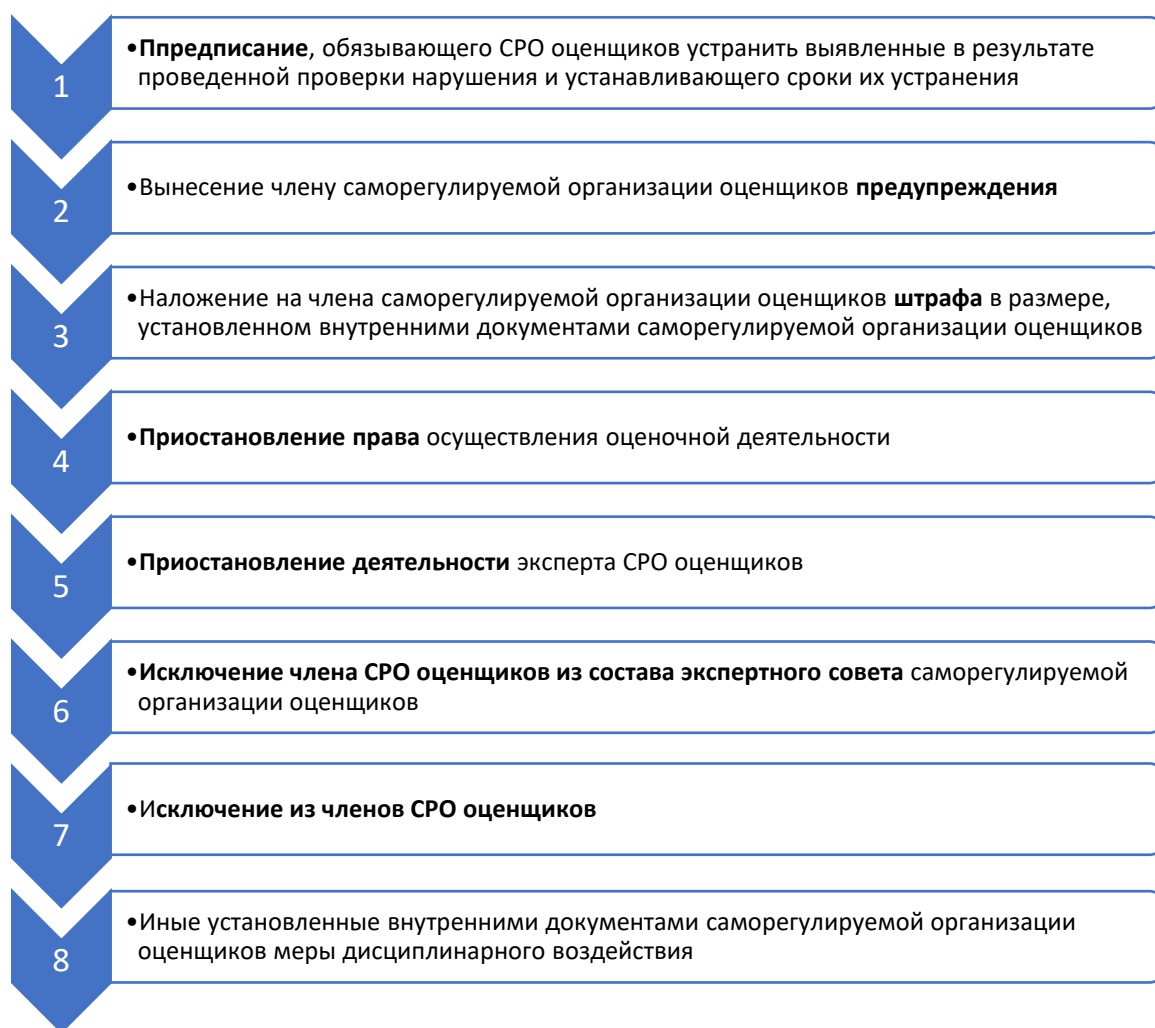 1
•Ппредписание, обязывающего СРО оценщиков устранить выявленные в результате
проведенной проверки нарушения и устанавливающего сроки их устранения
2
•Вынесение члену саморегулируемой организации оценщиков предупреждения
3
•Наложение на члена саморегулируемой организации оценщиков штрафа в размере,
установленном внутренними документами саморегулируемой организации оценщиков
4
•Приостановление права осуществления оценочной деятельности
5
•Приостановление деятельности эксперта СРО оценщиков
6
•Исключение члена СРО оценщиков из состава экспертного совета саморегулируемой
организации оценщиков
7
•Исключение из членов СРО оценщиков
8
•Иные установленные внутренними документами саморегулируемой организации
оценщиков меры дисциплинарного воздействия